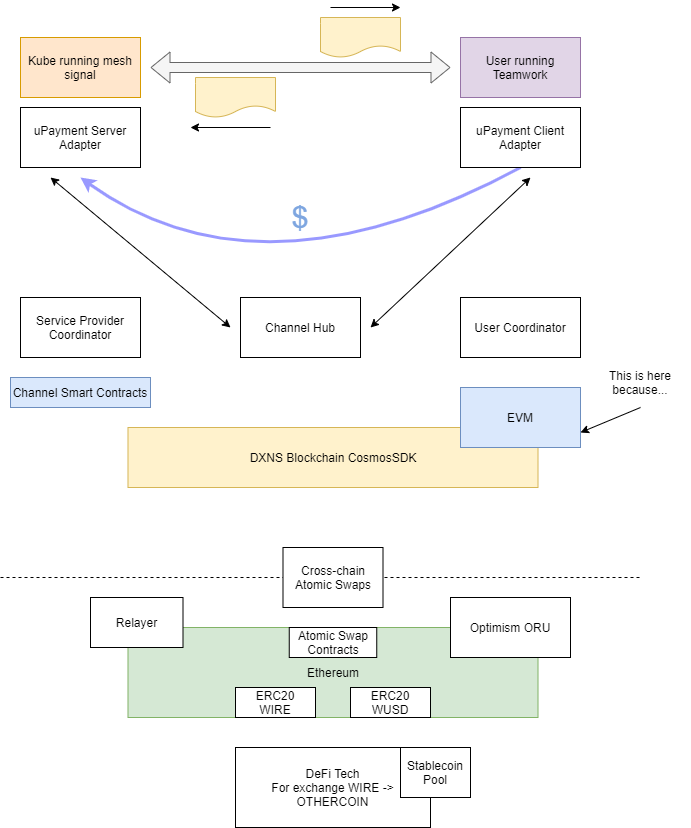 Kube running mesh
signal
User running
Teamwork
uPayment Server
Adapter
uPayment Client
Adapter
$
Service Provider
Coordinator
Channel Hub
User Coordinator
Channel Smart Contracts
This is here
because...
EVM
DXNS Blockchain CosmosSDK
Cross-chain
Atomic Swaps
Relayer
Optimism ORU
Atomic Swap
Contracts
Ethereum
ERC20
WIRE
ERC20
WUSD
DeFi Tech
For exchange WIRE ->
OTHERCOIN
Stablecoin
Pool